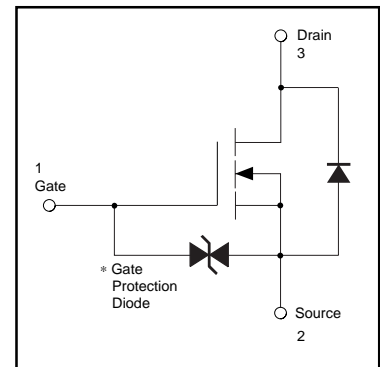 Drain
3
1
Gate
* Gate
Protection
Diode
Source
2